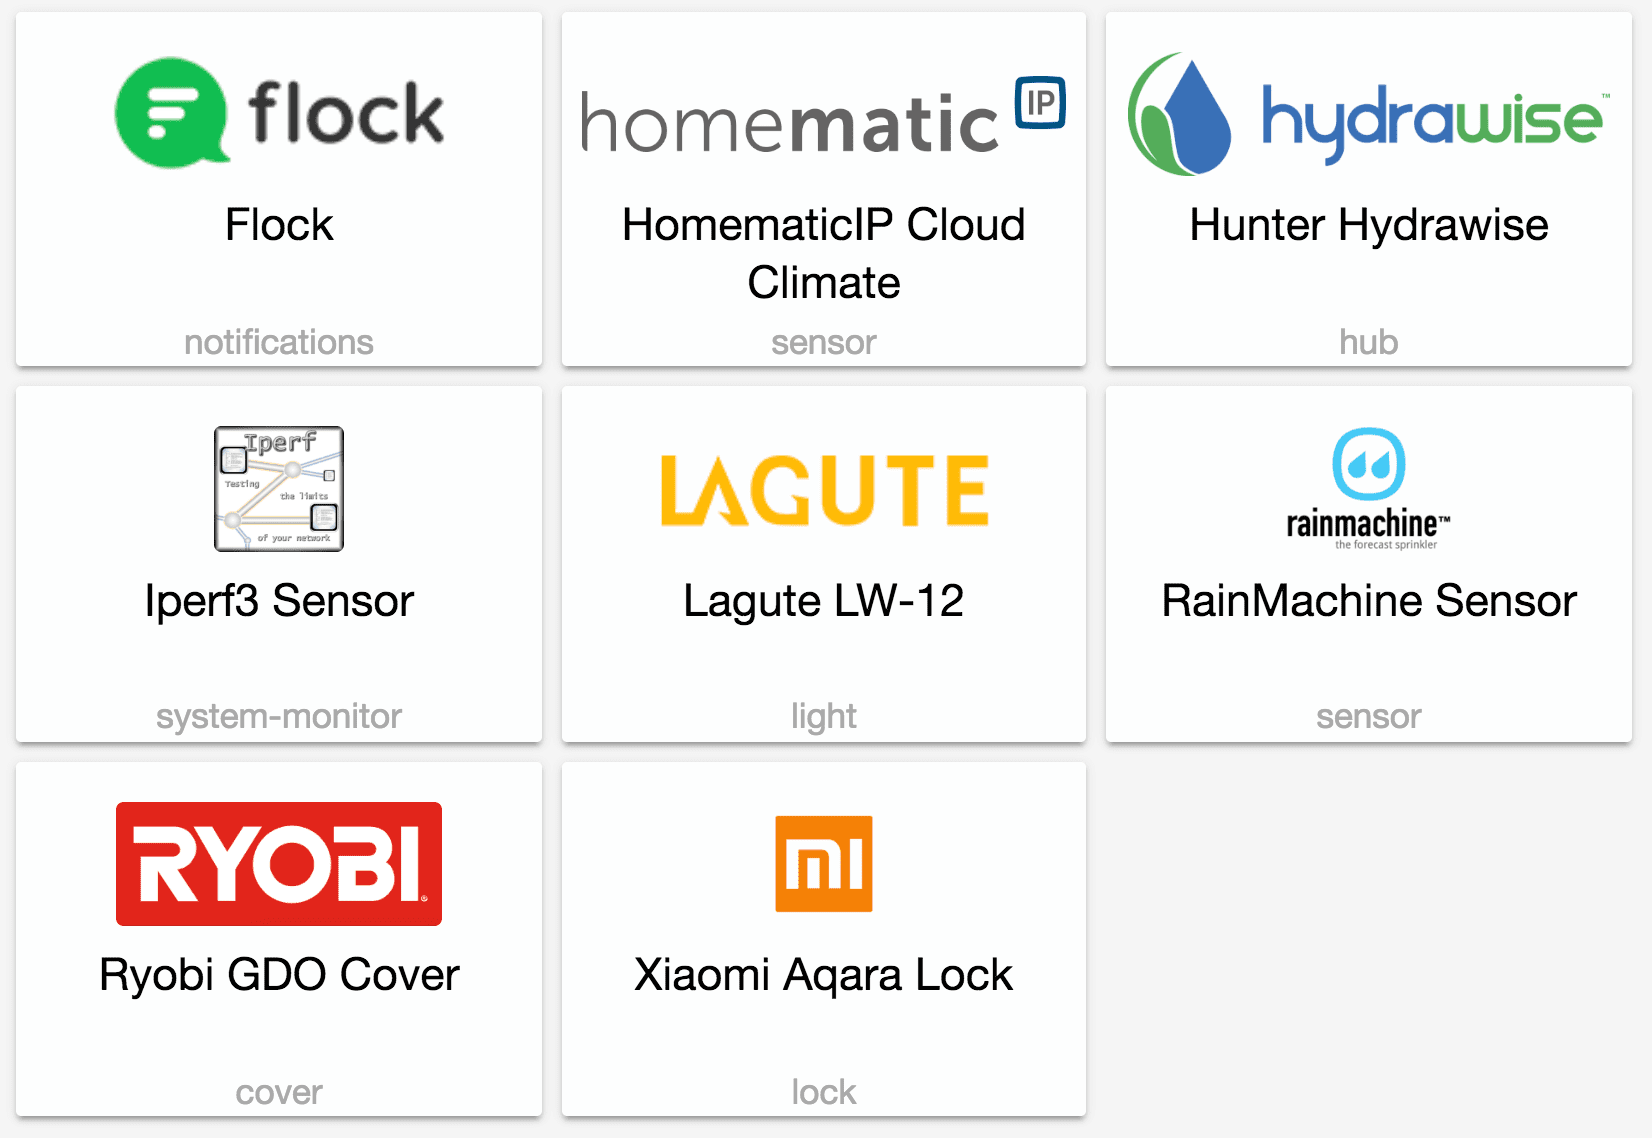 flock
Flock
notifications
homematic IP
HomematicIP Cloud
Climate
sensor
hydrawise™
Hunter Hydrawise
hub
Iperf
Testing
the limits
of your network
Iperf3 Sensor
system-monitor
LAGUTE
Lagute LW-12
light
rainmachine™
the forecast sprinkler
RainMachine Sensor
sensor
RYOBI®
Ryobi GDO Cover
cover
MI
Xiaomi Aqara Lock
lock